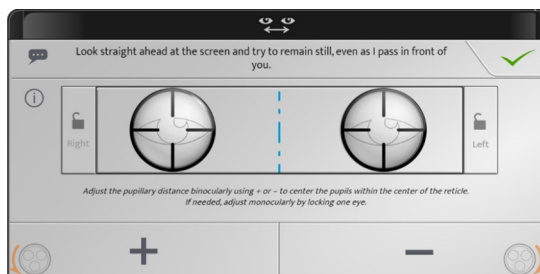 Look straight ahead at the screen and try to remain still, even as I pass in front of
you.
Right
Left
Adjust the pupillary distance binocularly using + or – to center the pupils within the center of the reticle.
If needed, adjust monocularly by locking one eye.
+ –